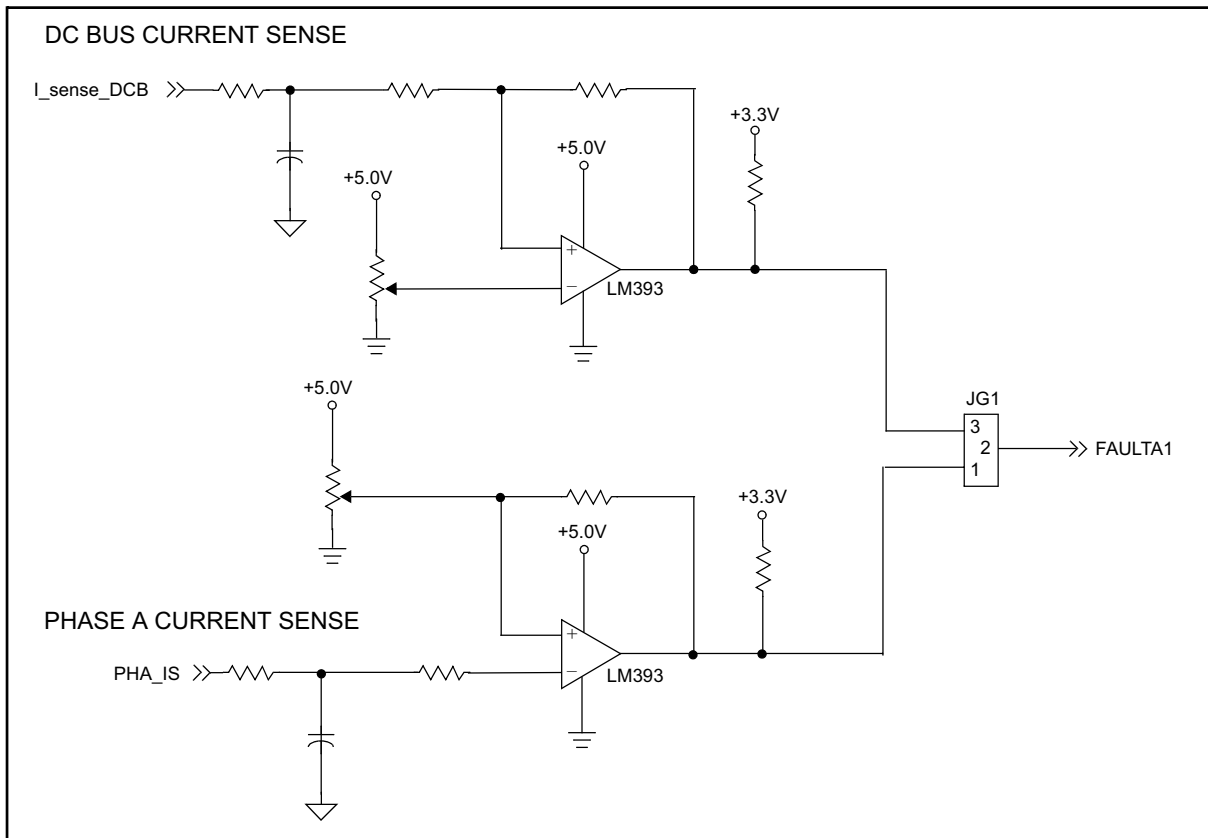 DC BUS CURRENT SENSE
I_sense_DCB
+3.3V
+5.0V
+5.0V
+
−
LM393
+5.0V
JG1
3
2
FAULTA1
1
+3.3V
+5.0V
PHASE A CURRENT SENSE
+
−
PHA_IS
LM393